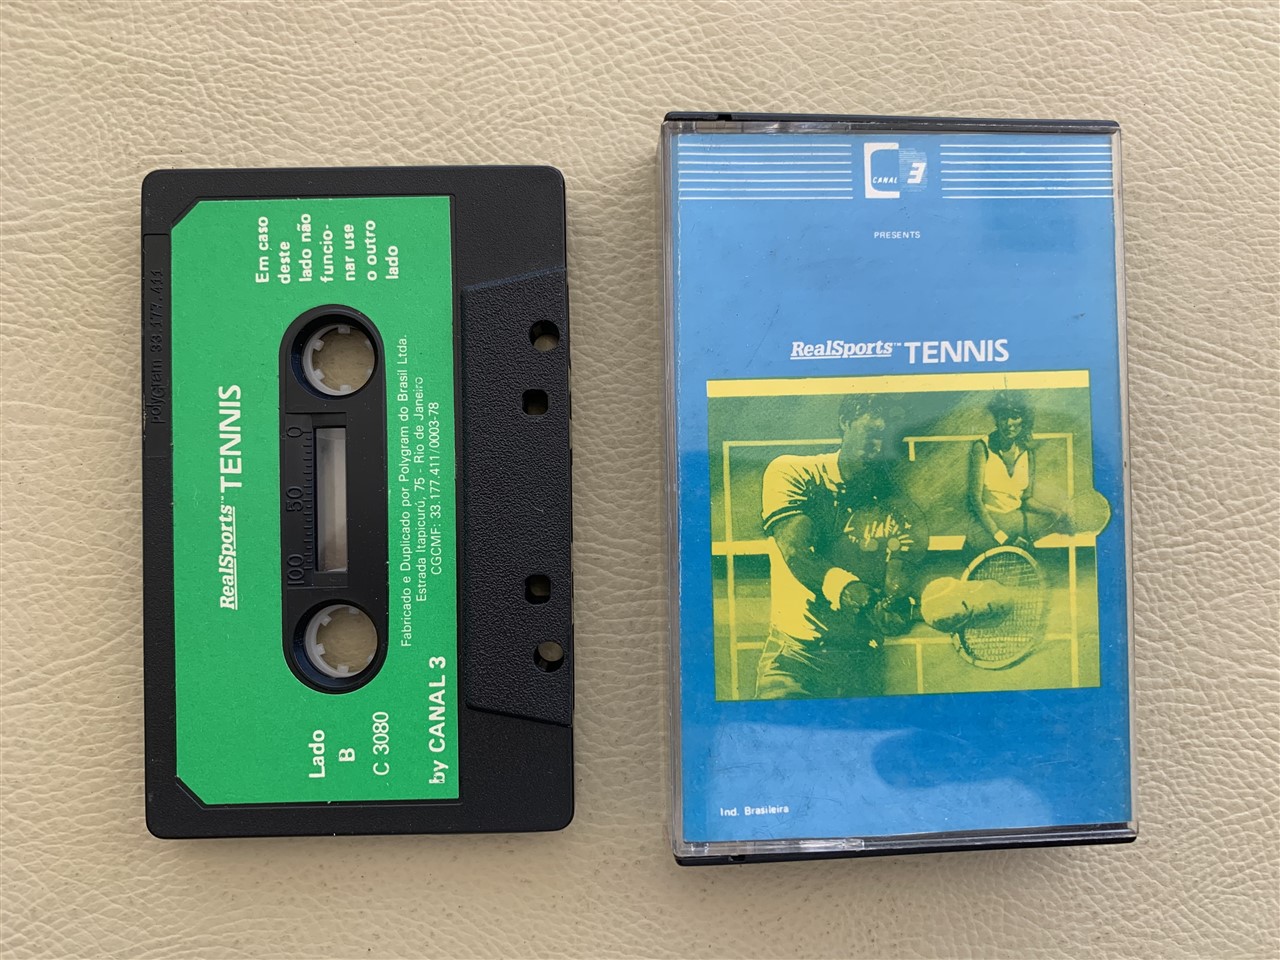 polygram 33.177.411
RealSports™ TENNIS
Em caso
deste
lado não
funcio-
nar use
o outro
lado
100 50 0
Fabricado e Duplicado por Polygram do Brasil Ltda.
Estrada Itapicurú, 75 - Rio de Janeiro
CGCMF: 33.177.411/0003-78
Lado
B
C 3080
by CANAL 3
CANAL 3
PRESENTS
RealSports™ TENNIS
Ind. Brasileira